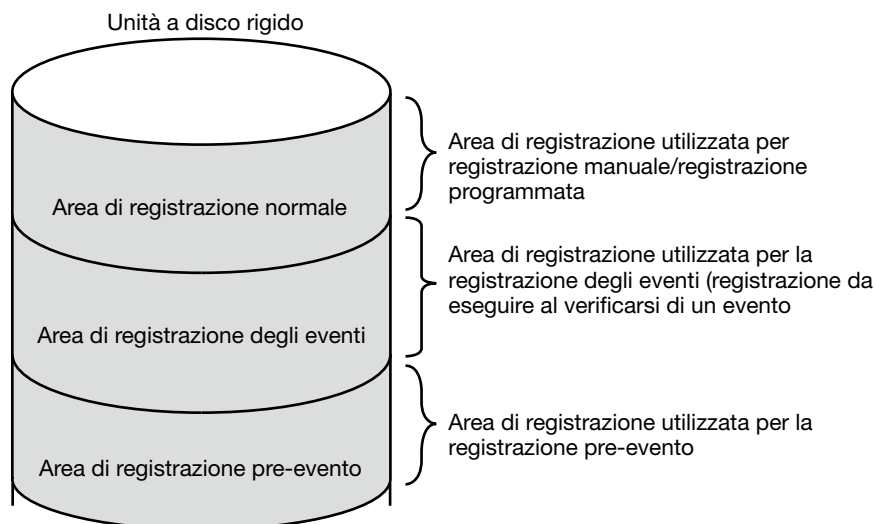 Unità a disco rigido
Area di registrazione normale
Area di registrazione utilizzata per
registrazione manuale/registrazione
programmata
Area di registrazione degli eventi
Area di registrazione utilizzata per la
registrazione degli eventi (registrazione da
eseguire al verificarsi di un evento
Area di registrazione pre-evento
Area di registrazione utilizzata per la
registrazione pre-evento